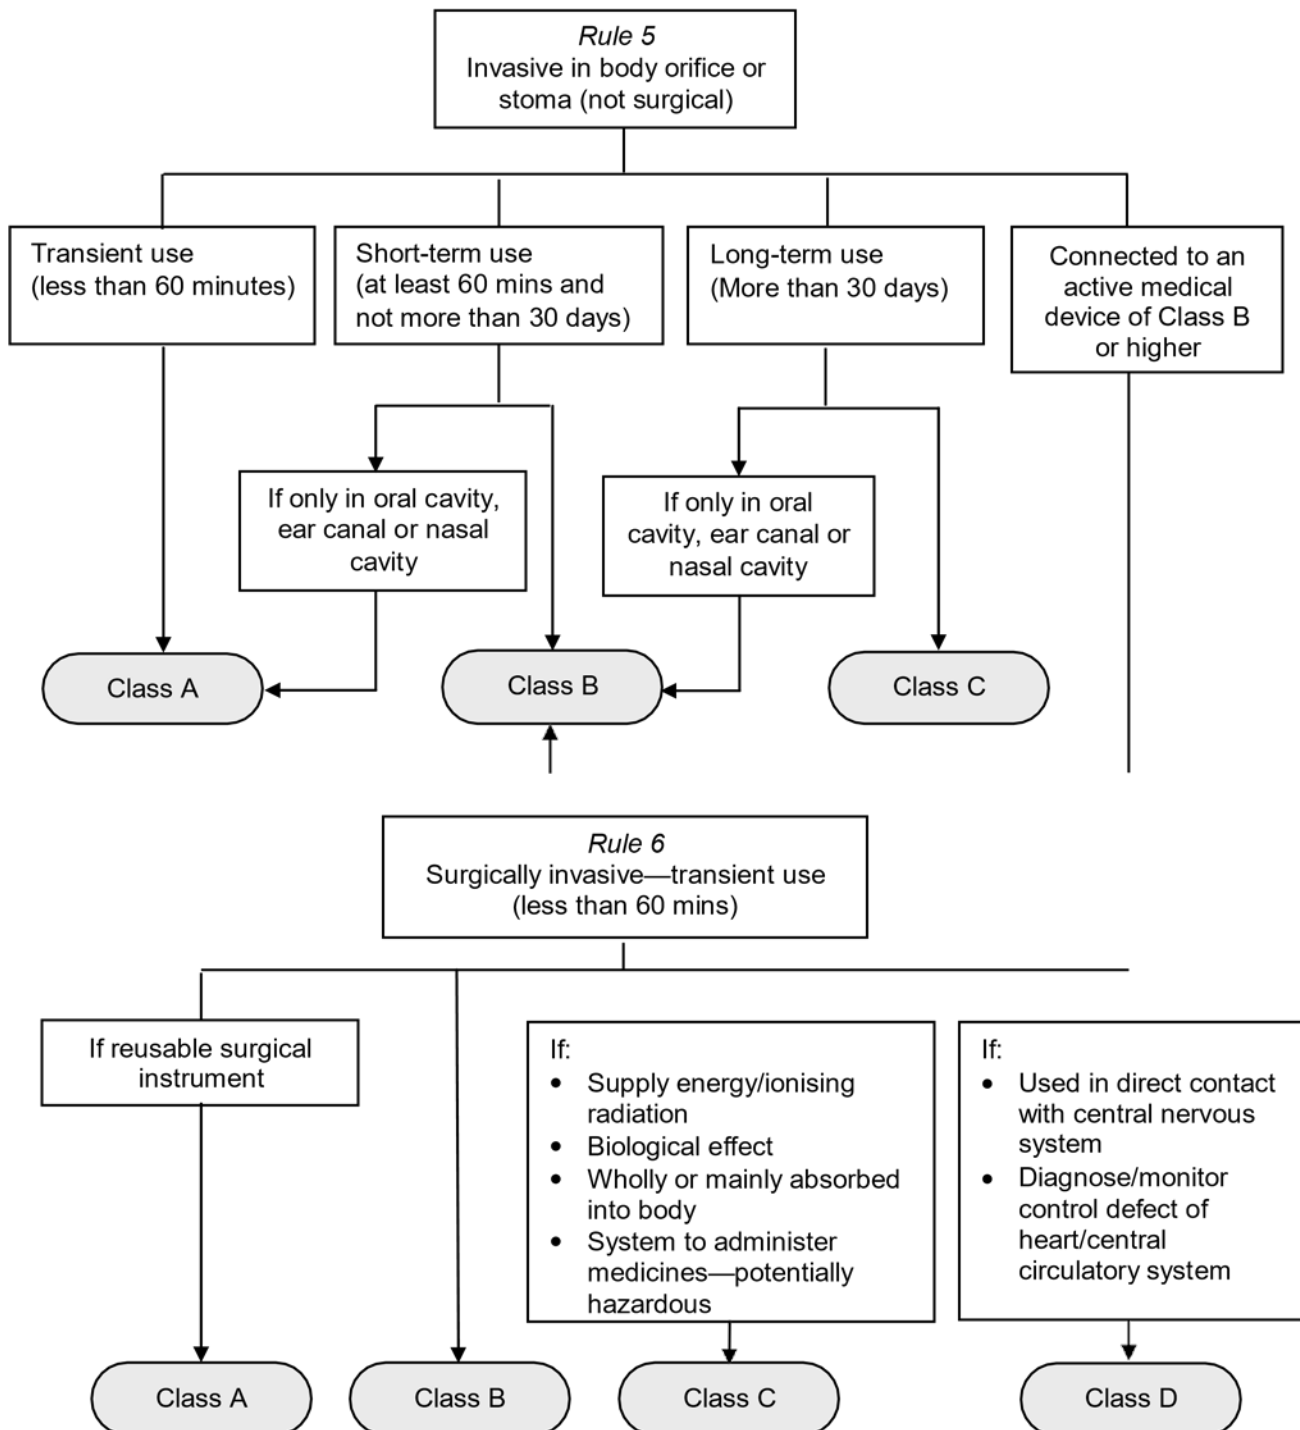 Rule 5
Invasive in body orifice or
stoma (not surgical)
Transient use
(less than 60 minutes)
Short-term use
(at least 60 mins and
not more than 30 days)
Long-term use
(More than 30 days)
Connected to an
active medical
device of Class B
or higher
If only in oral cavity,
ear canal or nasal
cavity
If only in oral
cavity, ear canal or
nasal cavity
Class A
Class B
Class C
Rule 6
Surgically invasive—transient use
(less than 60 mins)
If reusable surgical
instrument
If:
• Supply energy/ionising
radiation
• Biological effect
• Wholly or mainly absorbed
into body
• System to administer
medicines—potentially
hazardous
If:
• Used in direct contact
with central nervous
system
• Diagnose/monitor
control defect of
heart/central
circulatory system
Class A
Class B
Class C
Class D